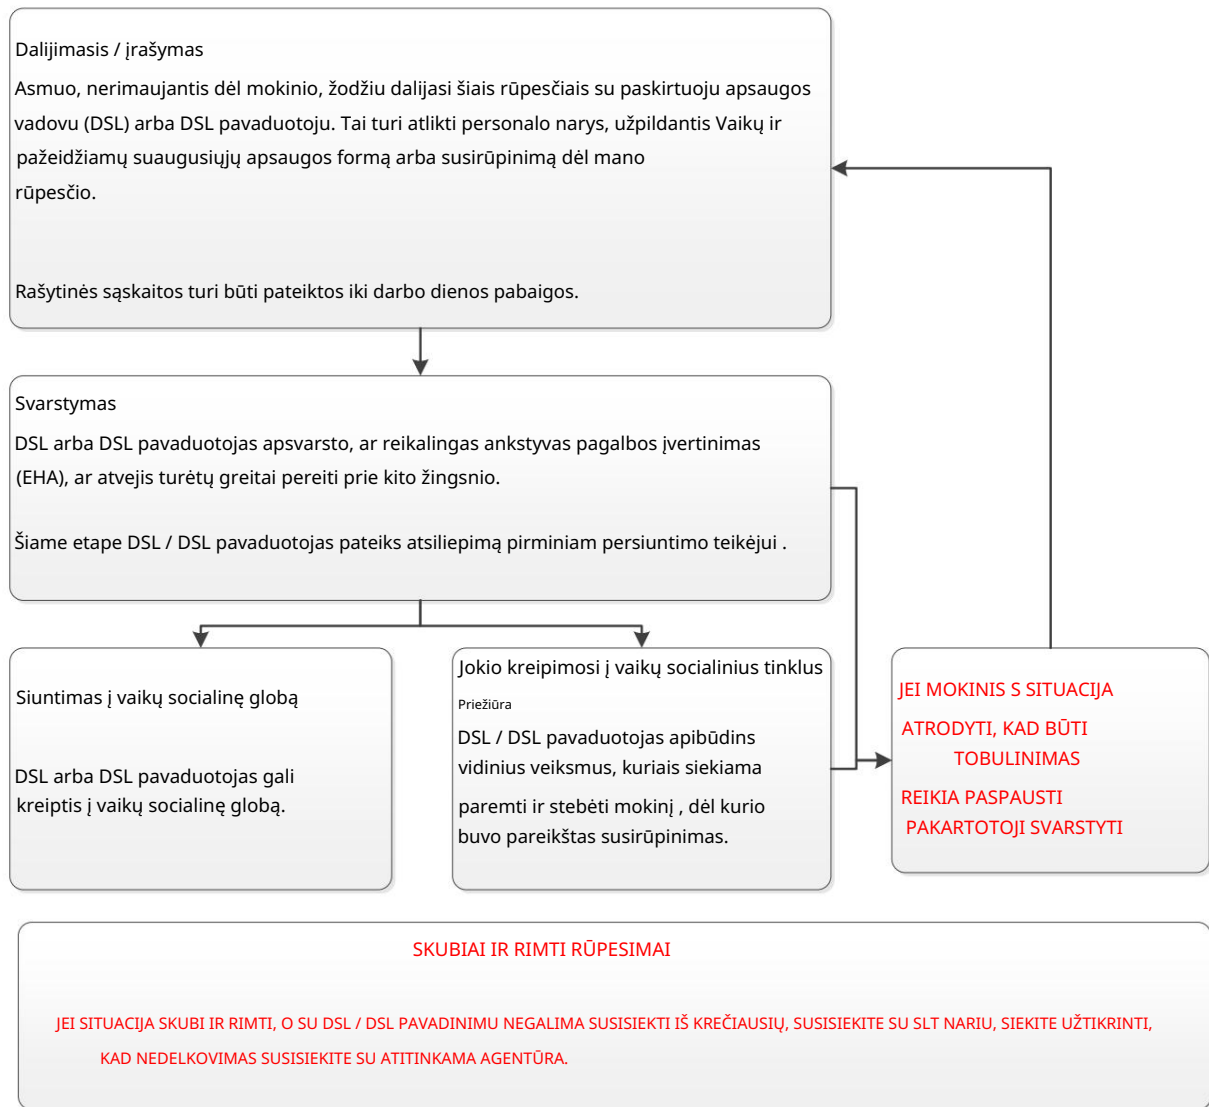 Dalijimasis / įrašymas
Asmuo, nerimaujantis dėl mokinio, žodžiu dalijasi šiais rūpesčiais su paskirtuoju apsaugos
vadovu (DSL) arba DSL pavaduotoju. Tai turi atlikti personalo narys, užpildantis Vaikų ir
pažeidžiamų suaugusiųjų apsaugos formą arba susirūpinimą dėl mano
rūpesčio.
Rašytinės sąskaitos turi būti pateiktos iki darbo dienos pabaigos.
Svarstymas
DSL arba DSL pavaduotojas apsvarsto, ar reikalingas ankstyvas pagalbos įvertinimas
(EHA), ar atvejis turėtų greitai pereiti prie kito žingsnio.
Šiame etape DSL / DSL pavaduotojas pateiks atsiliepimą pirminiam persiuntimo teikėjui .
Siuntimas į vaikų socialinę globą
DSL arba DSL pavaduotojas gali
kreiptis į vaikų socialinę globą.
Jokio kreipimosi į vaikų socialinius tinklus
Priežiūra
DSL / DSL pavaduotojas apibūdins
vidinius veiksmus, kuriais siekiama
paremti ir stebėti mokinį , dėl kurio
buvo pareikštas susirūpinimas.
JEI MOKINIS S SITUACIJA
ATRODYTI, KAD BŪTI
TOBULINIMAS
REIKIA PASPAUSTI
PAKARTOTOJI SVARSTYTI
SKUBIAI IR RIMTI RŪPESIMAI
JEI SITUACIJA SKUBI IR RIMTI, O SU DSL / DSL PAVADINIMU NEGALIMA SUSISIEKTI IŠ KREČIAUSIŲ, SUSISIEKITE SU SLT NARIU, SIEKITE UŽTIKRINTI,
KAD NEDELKOVIMAS SUSISIEKITE SU ATITINKAMA AGENTŪRA.